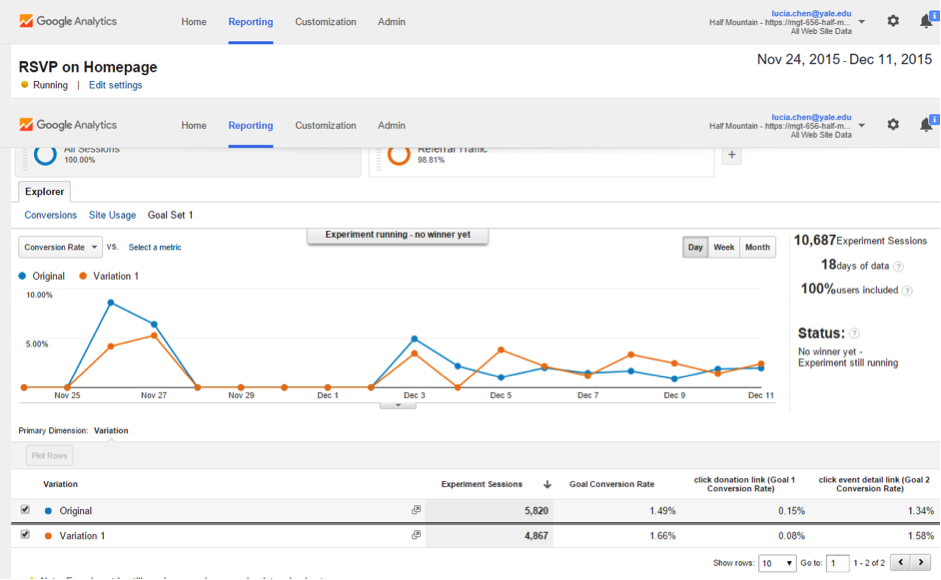 Google Analytics
Home Reporting Customization Admin
lucia.chen@yale.edu
Half Mountain - https://mgt-656-half-m...
All Web Site Data
RSVP on Homepage
Nov 24, 2015 - Dec 11, 2015
Running | Edit settings
Google Analytics
Home Reporting Customization Admin
lucia.chen@yale.edu
Half Mountain - https://mgt-656-half-m...
All Web Site Data
All Sessions
100.00%
Referral Traffic
98.81%
+
Explorer
Conversions Site Usage Goal Set 1
Experiment running - no winner yet
Conversion Rate VS. Select a metric
Day Week Month
Original Variation 1
10.00%
5.00%
Nov 25 Nov 27 Nov 29 Dec 1 Dec 3 Dec 5 Dec 7 Dec 9 Dec 11
10,687 Experiment Sessions
18 days of data ?
100% users included ?
Status: ?
No winner yet -
Experiment still running
Primary Dimension: Variation
Plot Rows
Variation Experiment Sessions Goal Conversion Rate click donation link (Goal 1 Conversion Rate) click event detail link (Goal 2 Conversion Rate)
Original 5,820 1.49% 0.15% 1.34%
Variation 1 4,867 1.66% 0.08% 1.58%
Show rows: 10 Go to: 1 1 - 2 of 2